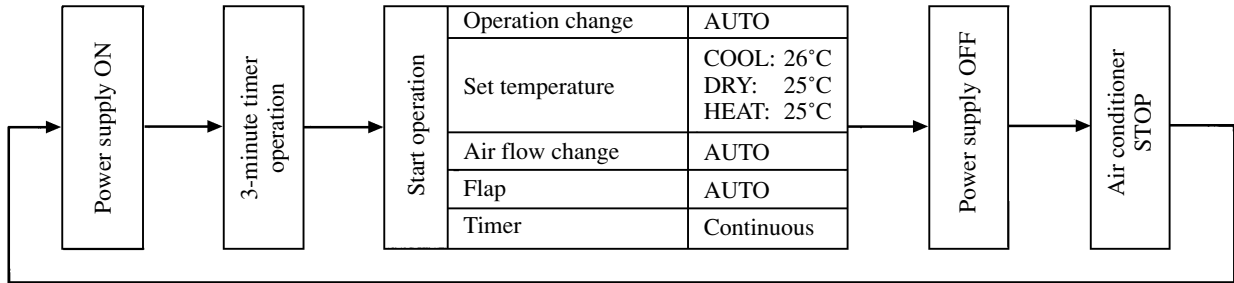 Power supply ON
3-minute timer
operation
Start operation
Operation change AUTO
Set temperature
COOL: 26˚C
DRY: 25˚C
HEAT: 25˚C
Air flow change AUTO
Flap AUTO
Timer Continuous
Power supply OFF
Air conditioner
STOP